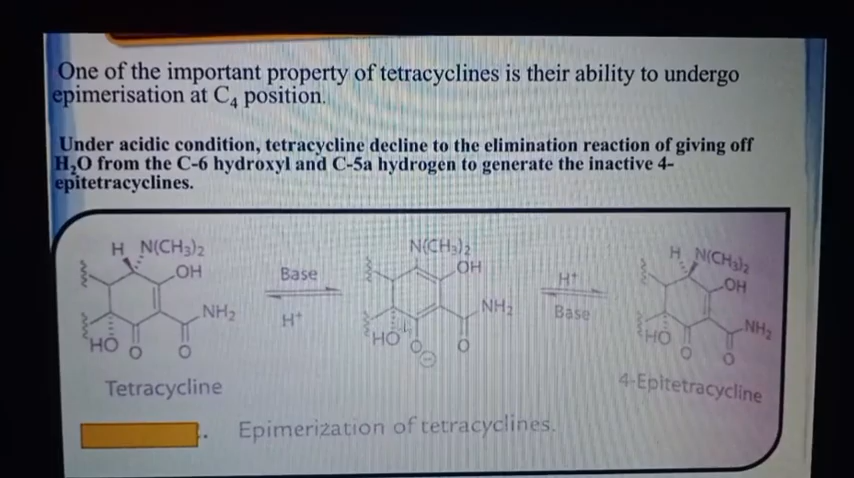 One of the important property of tetracyclines is their ability to undergo
epimerisation at C₄ position.
Under acidic condition, tetracycline decline to the elimination reaction of giving off
H₂O from the C-6 hydroxyl and C-5a hydrogen to generate the inactive 4-
epitetracyclines.
H N(CH₃)₂
OH
NH₂
HO O O
Tetracycline
Base
H⁺
N(CH₃)₂
OH
NH₂
HO O O
H⁺
Base
H N(CH₃)₂
OH
NH₂
HO O O
4-Epitetracycline
. Epimerization of tetracyclines.